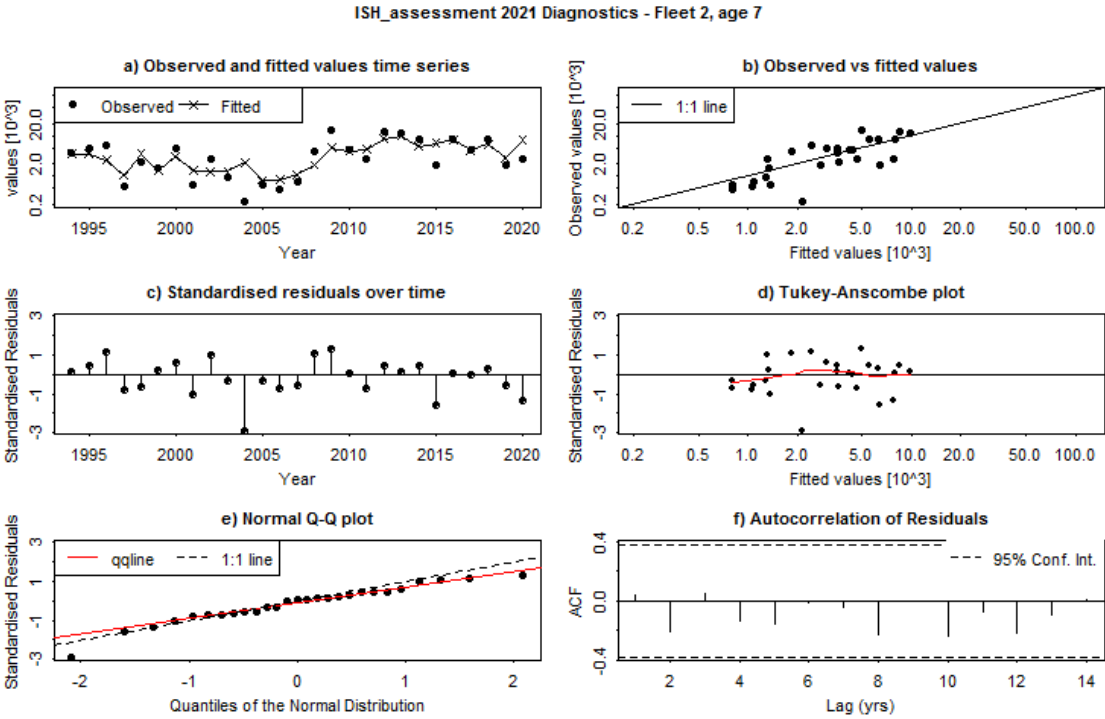 ISH_assessment 2021 Diagnostics - Fleet 2, age 7
a) Observed and fitted values time series
values [10^3]
20.0
2.0
0.2
Observed Fitted
1995 2000 2005 2010 2015 2020
Year
b) Observed vs fitted values
Observed values [10^3]
20.0
2.0
0.2
1:1 line
0.2 0.5 1.0 2.0 5.0 10.0 20.0 50.0 100.0
Fitted values [10^3]
c) Standardised residuals over time
Standardised Residuals
3
1
-1
-3
1995 2000 2005 2010 2015 2020
Year
d) Tukey-Anscombe plot
Standardised Residuals
3
1
-1
-3
0.2 0.5 1.0 2.0 5.0 10.0 20.0 50.0 100.0
Fitted values [10^3]
e) Normal Q-Q plot
Standardised Residuals
3
1
-1
-3
qqline 1:1 line
-2 -1 0 1 2
Quantiles of the Normal Distribution
f) Autocorrelation of Residuals
ACF
0.4
0.0
-0.4
95% Conf. Int.
2 4 6 8 10 12 14
Lag (yrs)